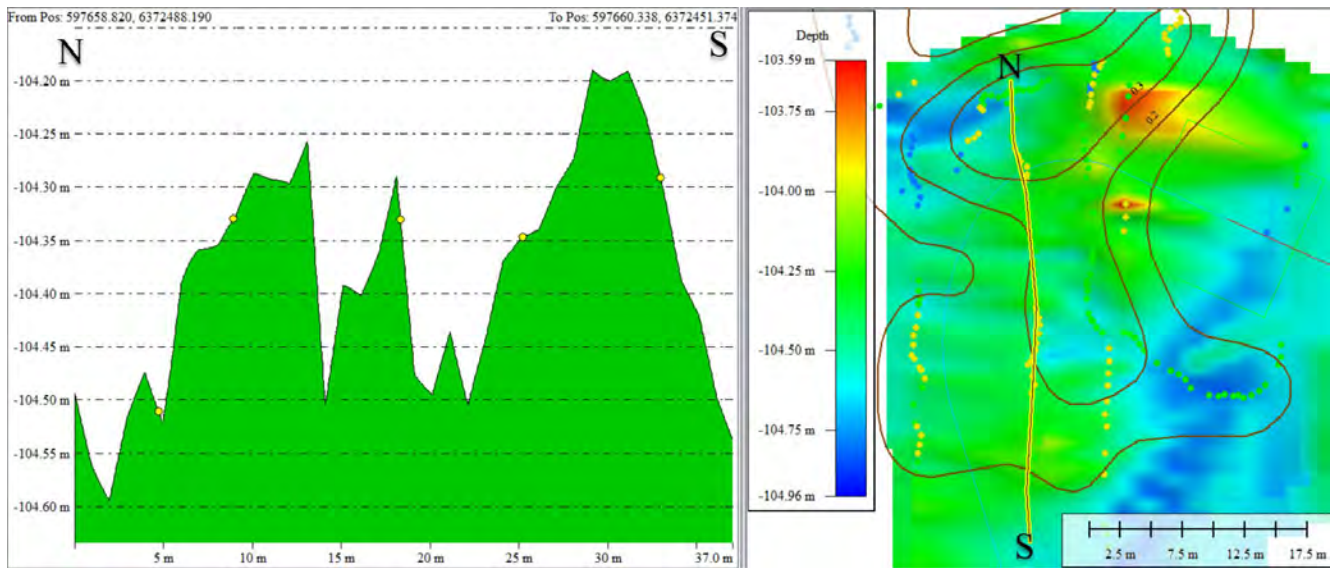 From Pos: 597658.820, 6372488.190
To Pos: 597660.338, 6372451.374
N
S
-104.20 m
-104.25 m
-104.30 m
-104.35 m
-104.40 m
-104.45 m
-104.50 m
-104.55 m
-104.60 m
5 m
10 m
15 m
20 m
25 m
30 m
37.0 m
Depth
-103.59 m
-103.75 m
-104.00 m
-104.25 m
-104.50 m
-104.75 m
-104.96 m
N
0.3
0.2
S
2.5 m
7.5 m
12.5 m
17.5 m